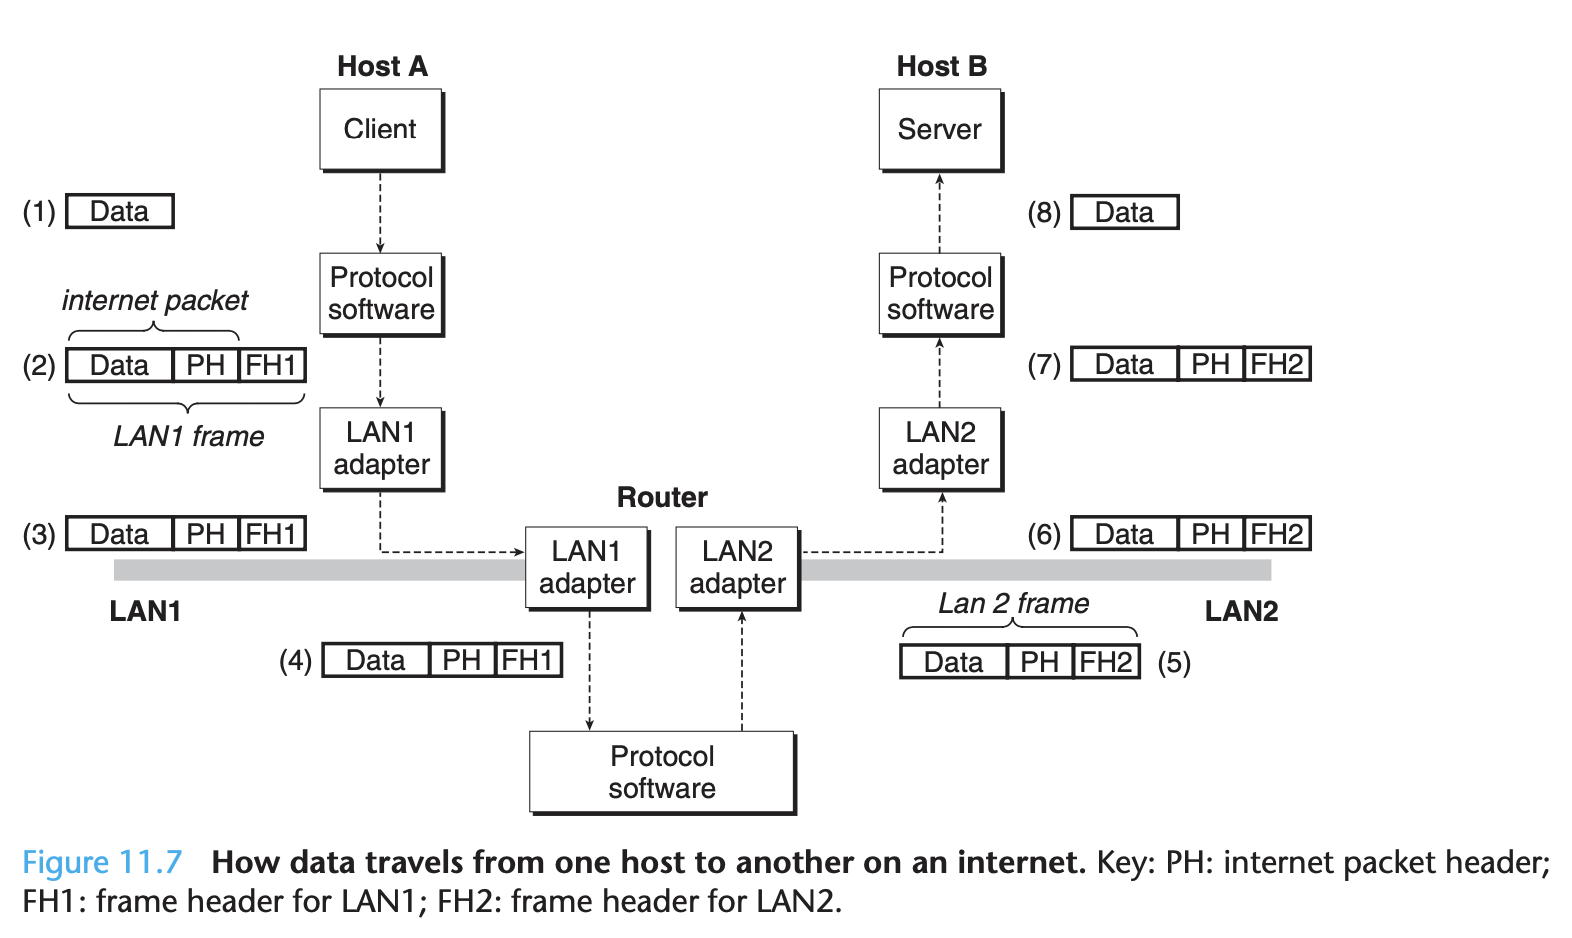 Host A
Host B
Client
Server
(1) Data
(8) Data
Protocol
software
Protocol
software
internet packet
(2) Data PH FH1
(7) Data PH FH2
LAN1 frame
LAN1
adapter
LAN2
adapter
Router
(3) Data PH FH1
(6) Data PH FH2
LAN1
adapter
LAN2
adapter
LAN1
Lan 2 frame
LAN2
(4) Data PH FH1
Data PH FH2 (5)
Protocol
software
Figure 11.7 How data travels from one host to another on an internet. Key: PH: internet packet header;
FH1: frame header for LAN1; FH2: frame header for LAN2.